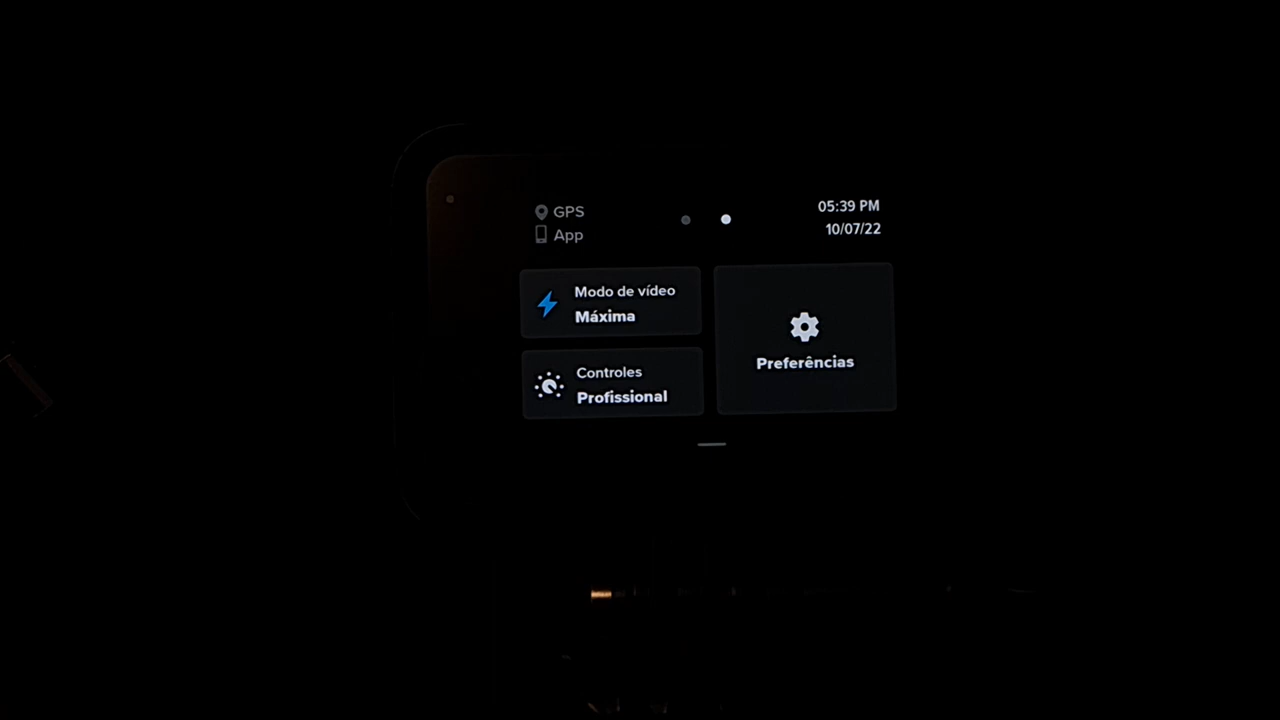 GPS
App
05:39 PM
10/07/22
Modo de vídeo
Máxima
Controles
Profissional
Preferências